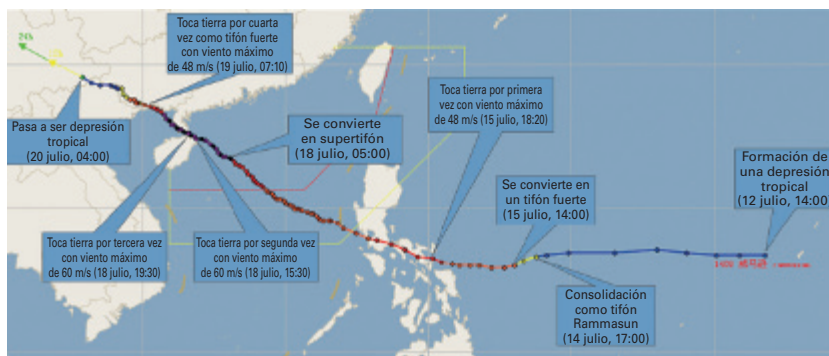 24h
Toca tierra por cuarta
vez como tifón fuerte
con viento máximo
de 48 m/s (19 julio, 07:10)
Pasa a ser depresión
tropical
(20 julio, 04:00)
Se convierte
en supertifón
(18 julio, 05:00)
Toca tierra por primera
vez con viento máximo
de 48 m/s (15 julio, 18:20)
Se convierte en
un tifón fuerte
(15 julio, 14:00)
Formación de
una depresión
tropical
(12 julio, 14:00)
Toca tierra por tercera vez
con viento máximo
de 60 m/s (18 julio, 19:30)
Toca tierra por segunda vez
con viento máximo
de 60 m/s (18 julio, 15:30)
Consolidación
como tifón
Rammasun
(14 julio, 17:00)